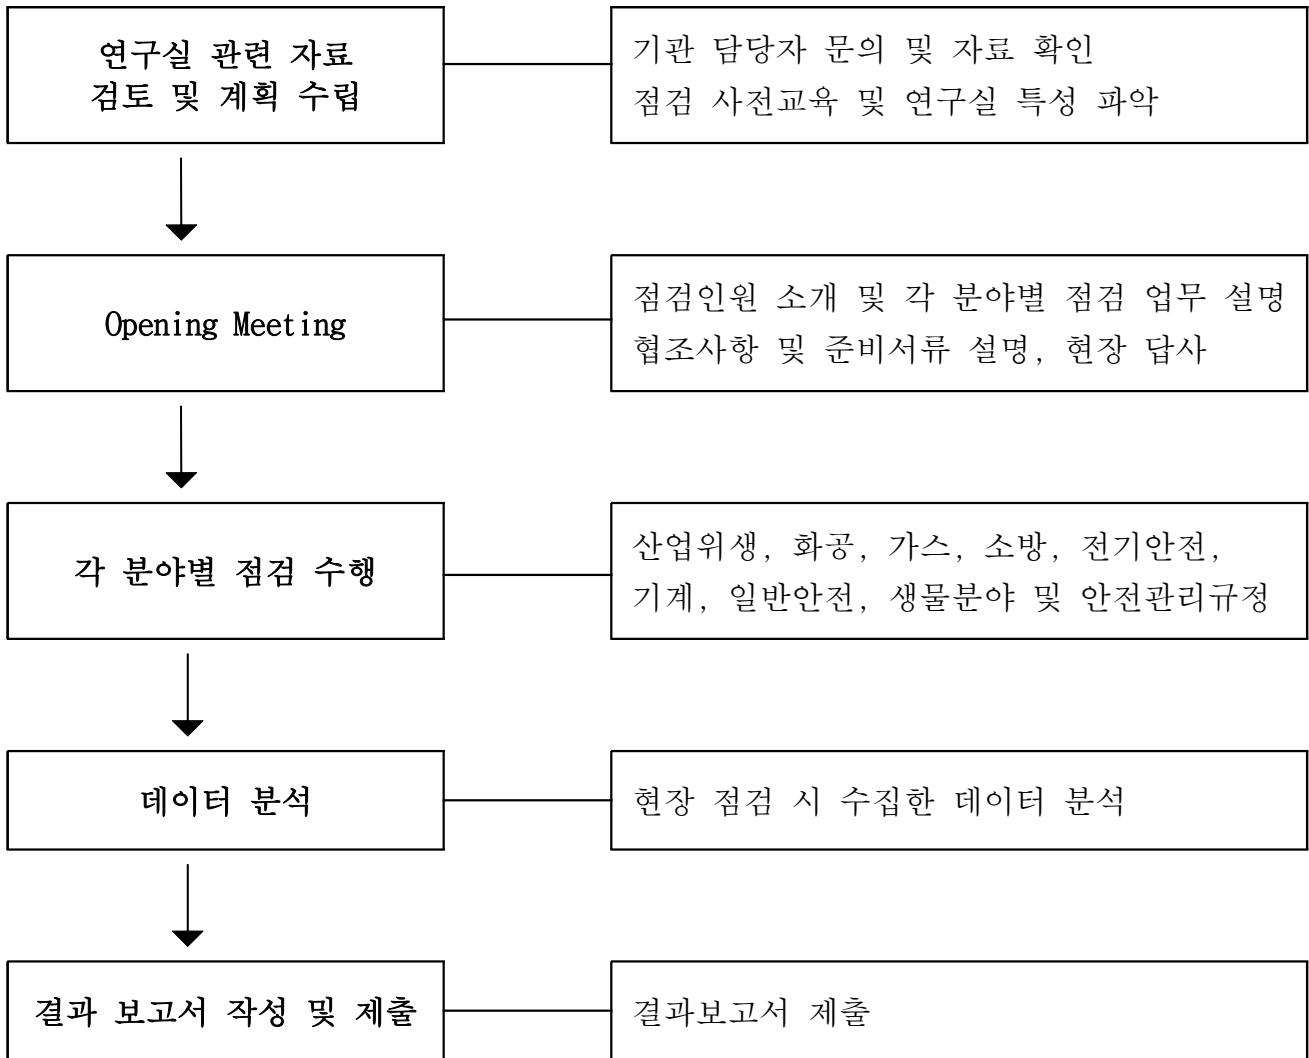 연구실 관련 자료
검토 및 계획 수립
기관 담당자 문의 및 자료 확인
점검 사전교육 및 연구실 특성 파악
Opening Meeting
점검인원 소개 및 각 분야별 점검 업무 설명
협조사항 및 준비서류 설명, 현장 답사
각 분야별 점검 수행
산업위생, 화공, 가스, 소방, 전기안전,
기계, 일반안전, 생물분야 및 안전관리규정
데이터 분석
현장 점검 시 수집한 데이터 분석
결과 보고서 작성 및 제출
결과보고서 제출